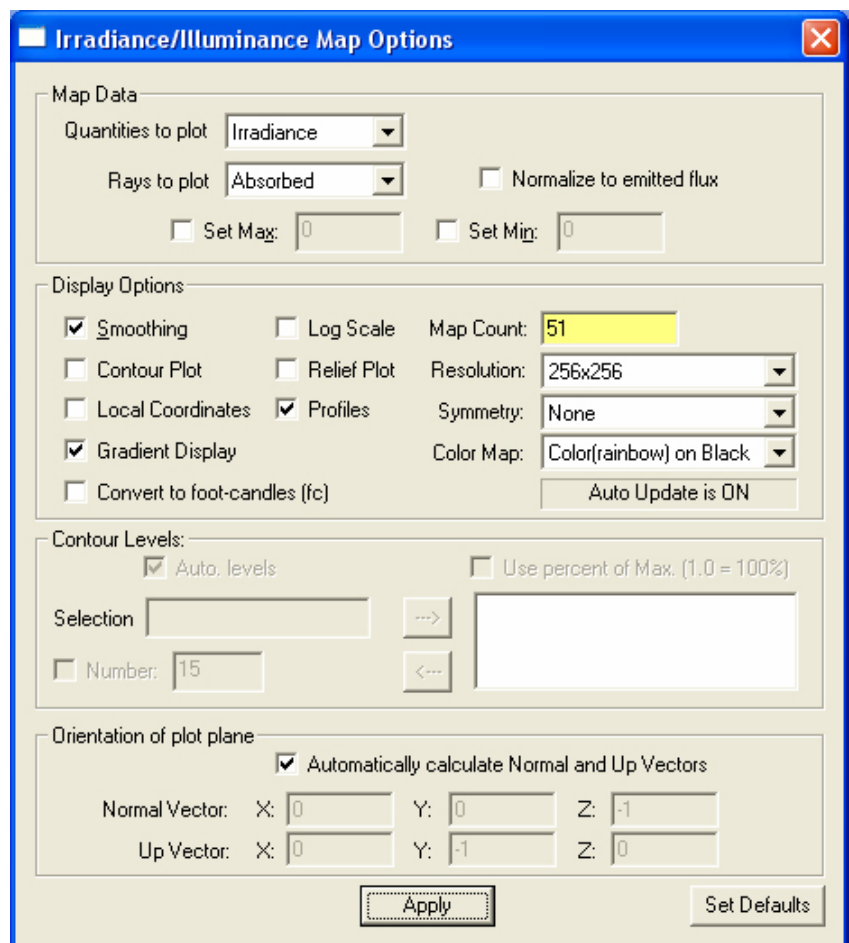 Irradiance/Illuminance Map Options
Map Data
Quantities to plot Irradiance
Rays to plot Absorbed Normalize to emitted flux
Set Max: 0 Set Min: 0
Display Options
Smoothing Log Scale Map Count: 51
Contour Plot Relief Plot Resolution: 256x256
Local Coordinates Profiles Symmetry: None
Gradient Display Color Map: Color(rainbow) on Black
Convert to foot-candles (fc) Auto Update is ON
Contour Levels:
Auto. levels Use percent of Max. (1.0 = 100%)
Selection --->
Number: 15 <---
Orientation of plot plane
Automatically calculate Normal and Up Vectors
Normal Vector: X: 0 Y: 0 Z: -1
Up Vector: X: 0 Y: -1 Z: 0
Apply Set Defaults